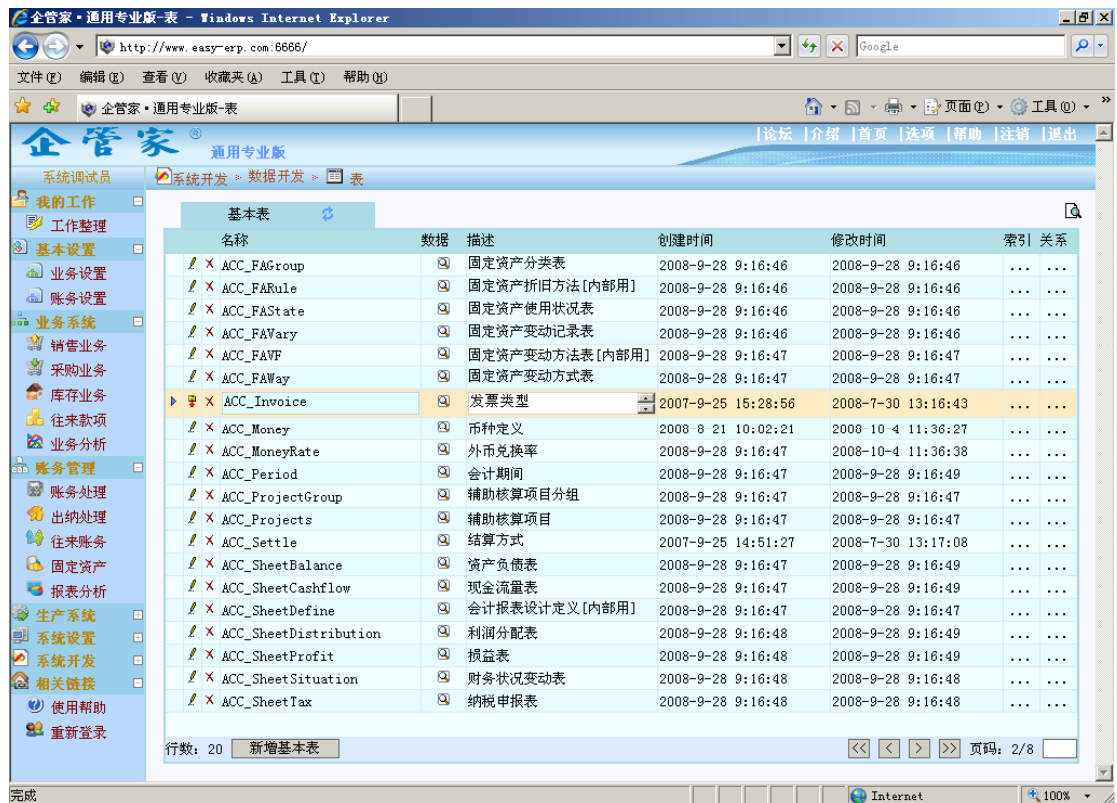 企管家·通用专业版-表 - Windows Internet Explorer
http://www.easy-erp.com:6666/ Google
文件(F) 编辑(E) 查看(V) 收藏夹(A) 工具(T) 帮助(H)
企管家·通用专业版-表 页面(P) 工具(O) »
企管家® 通用专业版 |论坛 |介绍 |首页 |选项 |帮助 |注销 |退出
系统调试员 系统开发 » 数据开发 » 表
我的工作
工作整理
基本设置
业务设置
账务设置
业务系统
销售业务
采购业务
库存业务
往来款项
业务分析
账务管理
账务处理
出纳处理
往来账务
固定资产
报表分析
生产系统
系统设置
系统开发
相关链接
使用帮助
重新登录
基本表
名称 数据 描述 创建时间 修改时间 索引 关系
ACC_FAGroup 固定资产分类表 2008-9-28 9:16:46 2008-9-28 9:16:46 ... ...
ACC_FARule 固定资产折旧方法[内部用] 2008-9-28 9:16:46 2008-9-28 9:16:46 ... ...
ACC_FAState 固定资产使用状况表 2008-9-28 9:16:46 2008-9-28 9:16:46 ... ...
ACC_FAVary 固定资产变动记录表 2008-9-28 9:16:46 2008-9-28 9:16:46 ... ...
ACC_FAVF 固定资产变动方法表[内部用] 2008-9-28 9:16:47 2008-9-28 9:16:47 ... ...
ACC_FAWay 固定资产变动方式表 2008-9-28 9:16:47 2008-9-28 9:16:47 ... ...
ACC_Invoice 发票类型 2007-9-25 15:28:56 2008-7-30 13:16:43 ... ...
ACC_Money 币种定义 2008-8-21 10:02:21 2008-10-4 11:36:27 ... ...
ACC_MoneyRate 外币兑换率 2008-9-28 9:16:47 2008-10-4 11:36:38 ... ...
ACC_Period 会计期间 2008-9-28 9:16:47 2008-9-28 9:16:49 ... ...
ACC_ProjectGroup 辅助核算项目分组 2008-9-28 9:16:47 2008-9-28 9:16:47 ... ...
ACC_Projects 辅助核算项目 2008-9-28 9:16:47 2008-9-28 9:16:47 ... ...
ACC_Settle 结算方式 2007-9-25 14:51:27 2008-7-30 13:17:08 ... ...
ACC_SheetBalance 资产负债表 2008-9-28 9:16:47 2008-9-28 9:16:49 ... ...
ACC_SheetCashflow 现金流量表 2008-9-28 9:16:47 2008-9-28 9:16:49 ... ...
ACC_SheetDefine 会计报表设计定义[内部用] 2008-9-28 9:16:47 2008-9-28 9:16:47 ... ...
ACC_SheetDistribution 利润分配表 2008-9-28 9:16:48 2008-9-28 9:16:49 ... ...
ACC_SheetProfit 损益表 2008-9-28 9:16:48 2008-9-28 9:16:49 ... ...
ACC_SheetSituation 财务状况变动表 2008-9-28 9:16:48 2008-9-28 9:16:48 ... ...
ACC_SheetTax 纳税申报表 2008-9-28 9:16:48 2008-9-28 9:16:48 ... ...
行数: 20 新增基本表 << < > >> 页码: 2/8
完成 Internet 100%